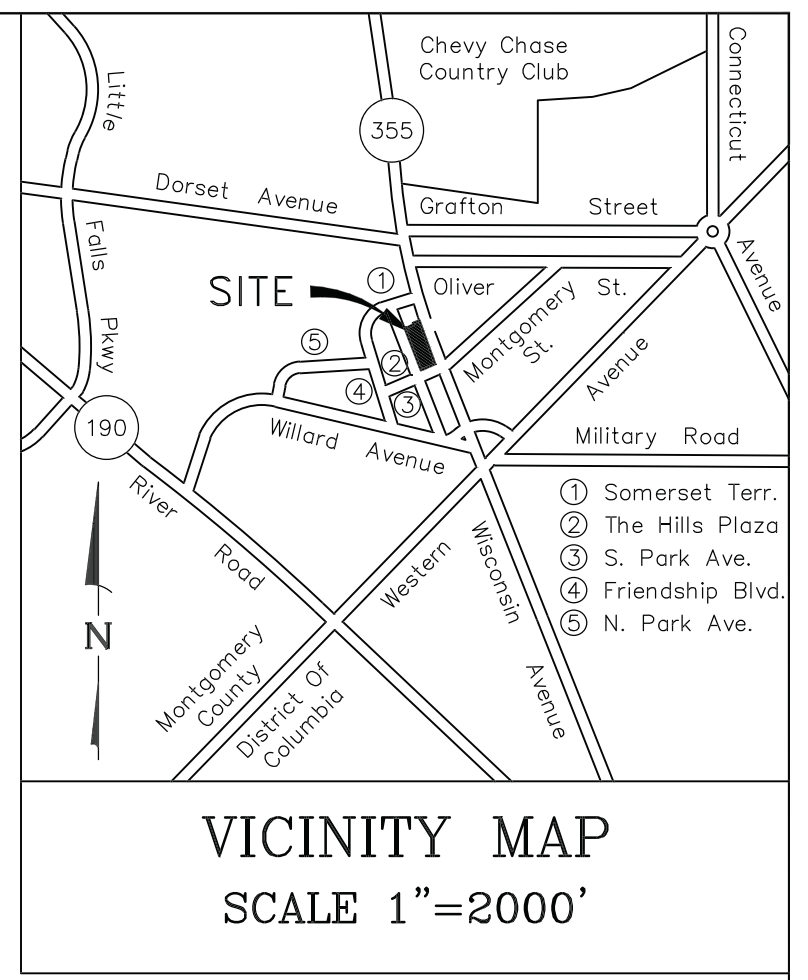 Chevy Chase
Country Club
Connecticut
Little
355
Dorset Avenue
Grafton Street
Falls
Avenue
SITE
1
Oliver St.
Montgomery
St.
Pkwy
5
2
4
3
Avenue
190
Willard Avenue
Military Road
River
Road
1 Somerset Terr.
2 The Hills Plaza
3 S. Park Ave.
4 Friendship Blvd.
5 N. Park Ave.
Western
Wisconsin
Avenue
N
Montgomery
County
District Of
Columbia
VICINITY MAP
SCALE 1"=2000'